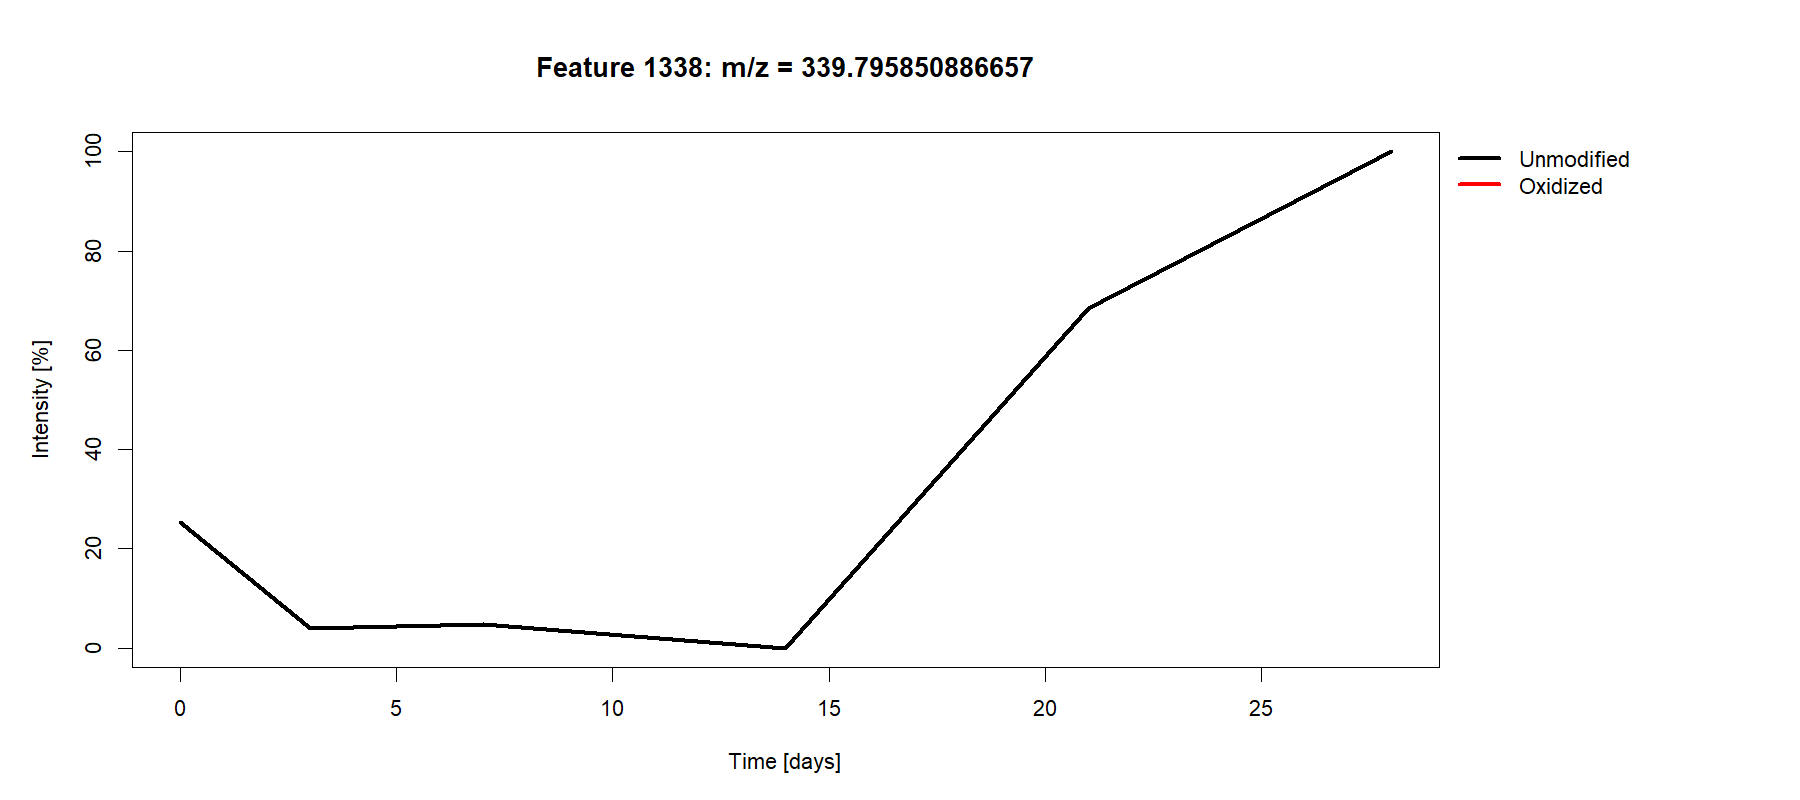 Feature 1338: m/z = 339.795850886657
Unmodified
Oxidized
Intensity [%]
100
80
60
40
20
0
0 5 10 15 20 25
Time [days]